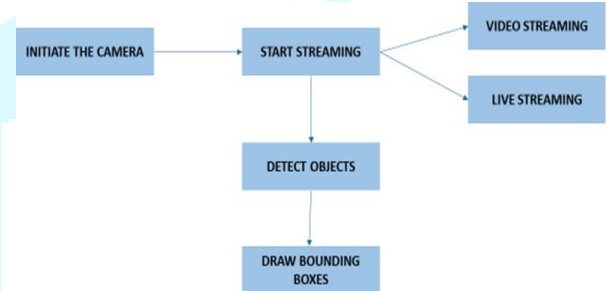 VIDEO STREAMING
INITIATE THE CAMERA
START STREAMING
LIVE STREAMING
DETECT OBJECTS
DRAW BOUNDING
BOXES